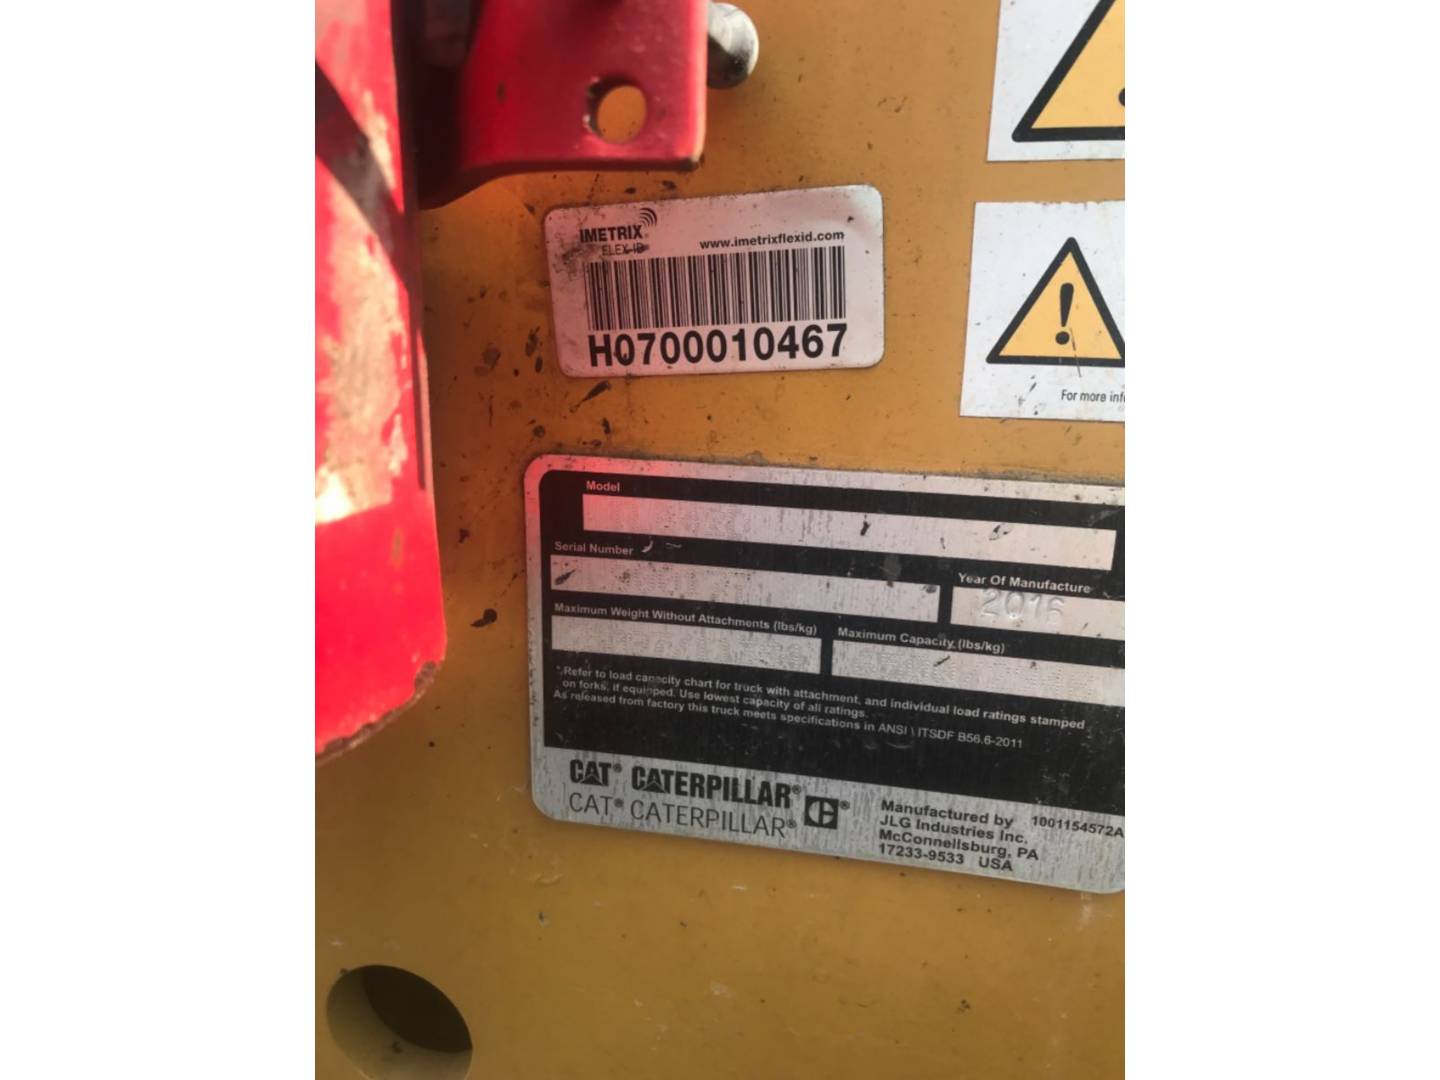 IMETRIX
FLEX ID
www.imetrixflexid.com
H0700010467
For more
Model
Serial Number
Year Of Manufacture
2016
Maximum Weight Without Attachments (lbs/kg)
Maximum Capacity (lbs/kg)
*Refer to load capacity chart for truck with attachment, and individual load ratings stamped
on forks, if equipped. Use lowest capacity of all ratings.
As released from factory this truck meets specifications in ANSI \ ITSDF B56.6-2011
CAT® CATERPILLAR®
CAT® CATERPILLAR®
Manufactured by
JLG Industries Inc.
McConnellsburg, PA
17233-9533 USA
1001154572A